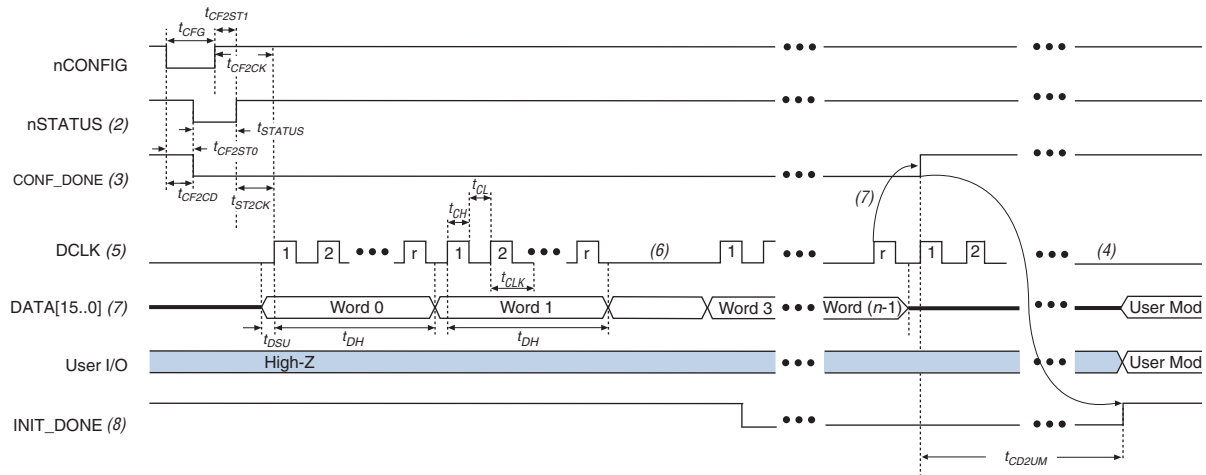 tCF2ST1
tCFG
nCONFIG
tCF2CK
nSTATUS (2)
tSTATUS
tCF2ST0
CONF_DONE (3)
tCF2CD
tST2CK
tCL
tCH
(7)
DCLK (5)
1 2 r 1 2 r (6) 1 r 1 2 (4)
tCLK
DATA[15..0] (7)
Word 0 Word 1 Word 3 Word (n-1) User Mod
tDSU tDH tDH
User I/O High-Z User Mod
INIT_DONE (8)
tCD2UM